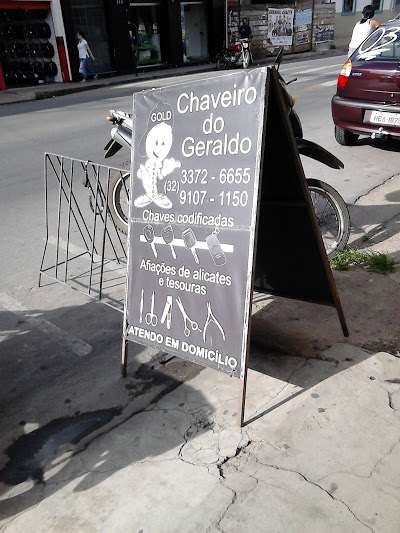 GOLD
Chaveiro
do
Geraldo
(32) 3372 - 6655
9107 - 1150
Chaves codificadas
Afiações de alicates
e tesouras
ATENDO EM DOMICÍLIO